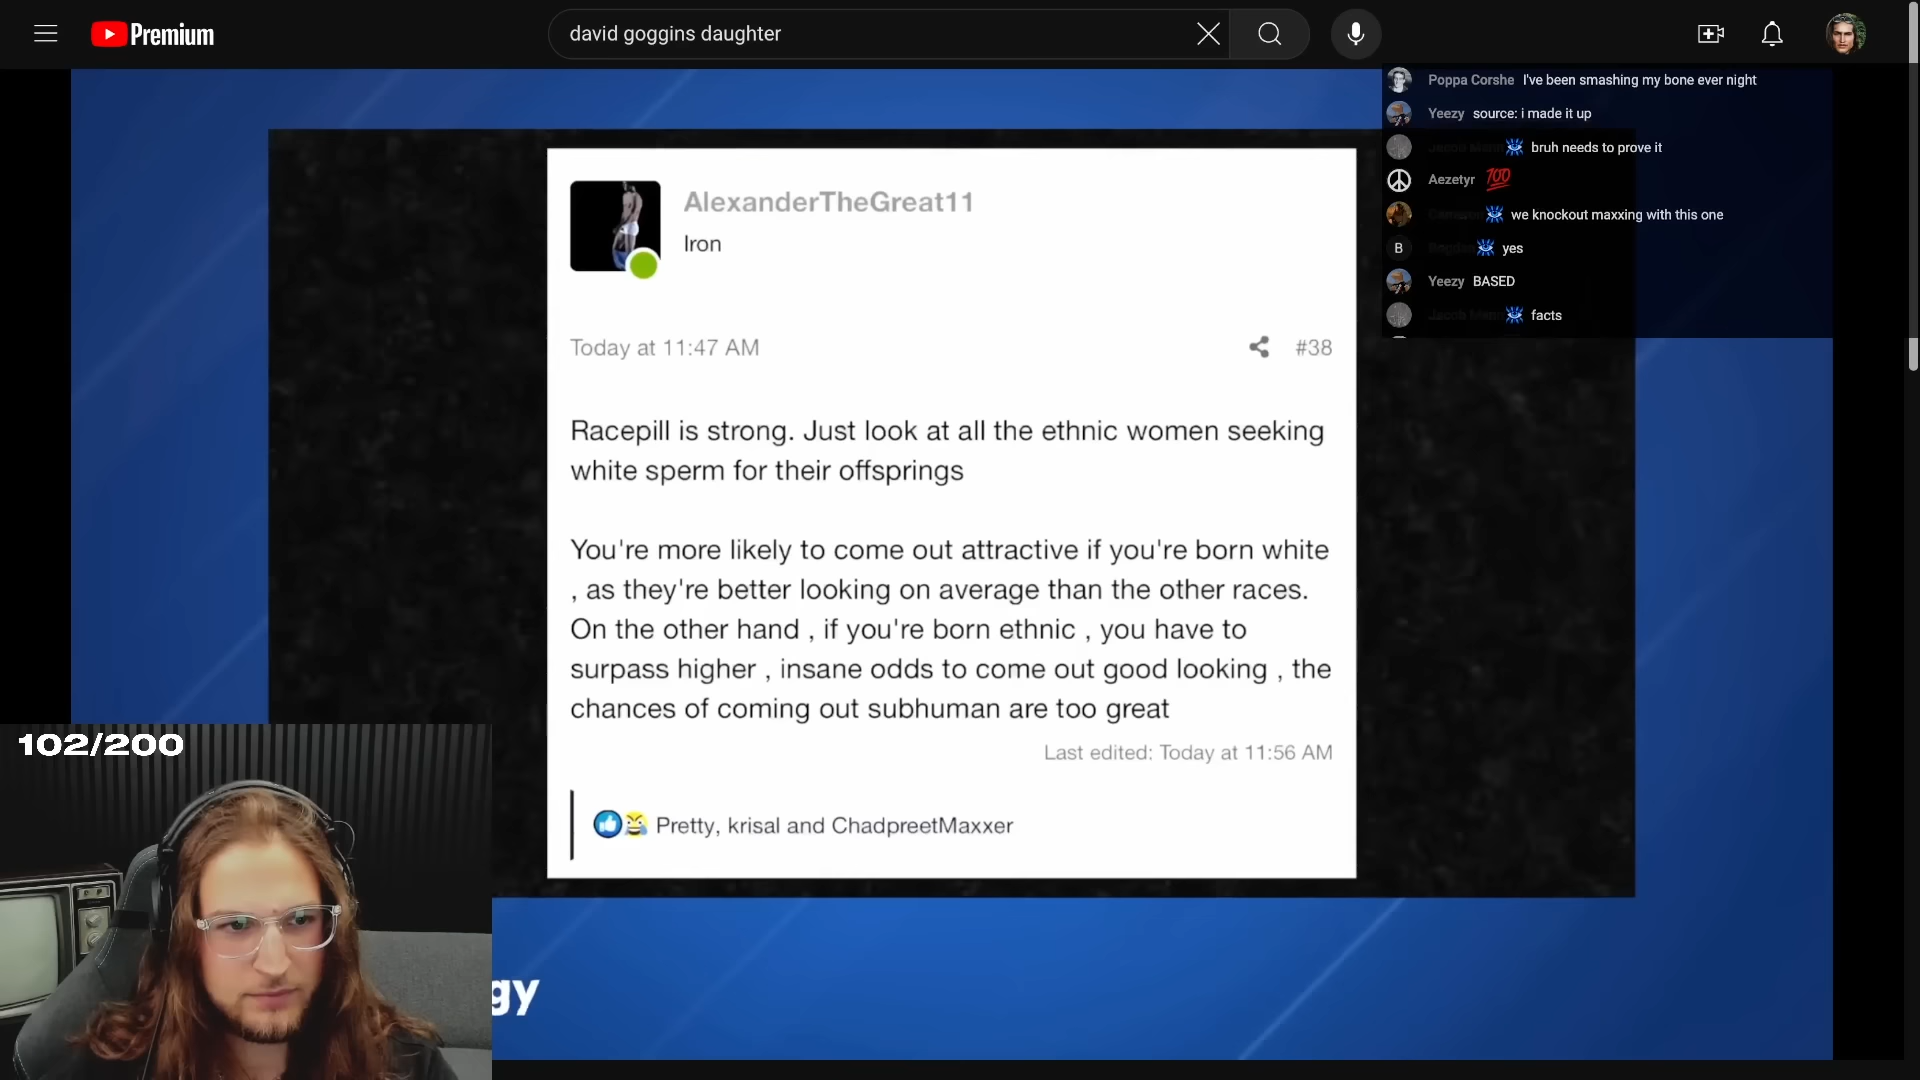 Premium
david goggins daughter
Poppa Corshe I've been smashing my bone ever night
Yeezy source: i made it up
bruh needs to prove it
Aezetyr 💯
we knockout maxxing with this one
B yes
Yeezy BASED
facts
AlexanderTheGreat11
Iron
Today at 11:47 AM #38
Racepill is strong. Just look at all the ethnic women seeking
white sperm for their offsprings
You're more likely to come out attractive if you're born white
, as they're better looking on average than the other races.
On the other hand , if you're born ethnic , you have to
surpass higher , insane odds to come out good looking , the
chances of coming out subhuman are too great
Last edited: Today at 11:56 AM
Pretty, krisal and ChadpreetMaxxer
102/200
gy